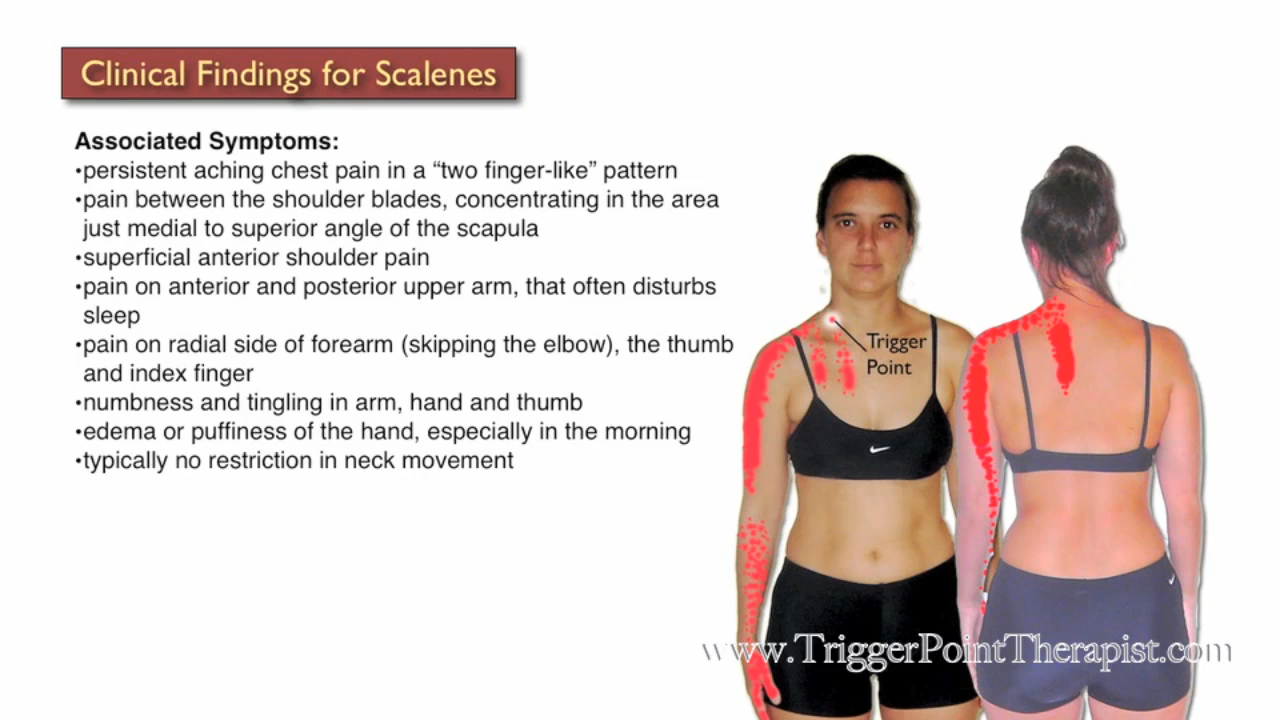 Clinical Findings for Scalenes
Associated Symptoms:
•persistent aching chest pain in a “two finger-like” pattern
•pain between the shoulder blades, concentrating in the area
just medial to superior angle of the scapula
•superficial anterior shoulder pain
•pain on anterior and posterior upper arm, that often disturbs
sleep
•pain on radial side of forearm (skipping the elbow), the thumb
and index finger
•numbness and tingling in arm, hand and thumb
•edema or puffiness of the hand, especially in the morning
•typically no restriction in neck movement
Trigger
Point
www.TriggerPointTherapist.com